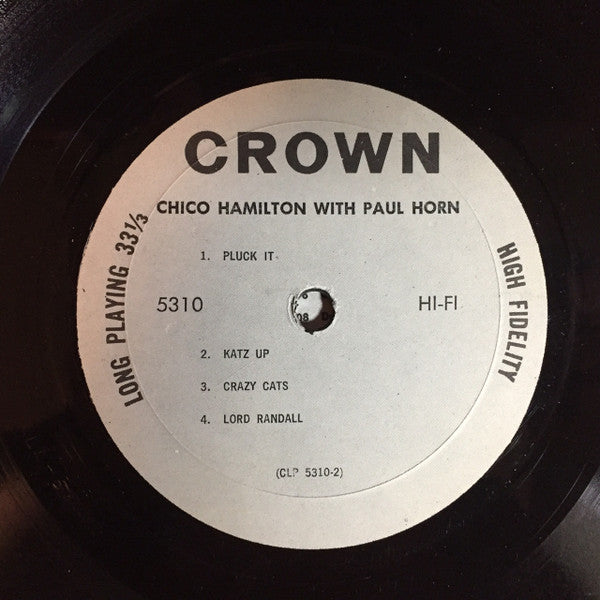 CROWN
CHICO HAMILTON WITH PAUL HORN
LONG PLAYING 33⅓
HIGH FIDELITY
1. PLUCK IT
5310
HI-FI
2. KATZ UP
3. CRAZY CATS
4. LORD RANDALL
(CLP 5310-2)